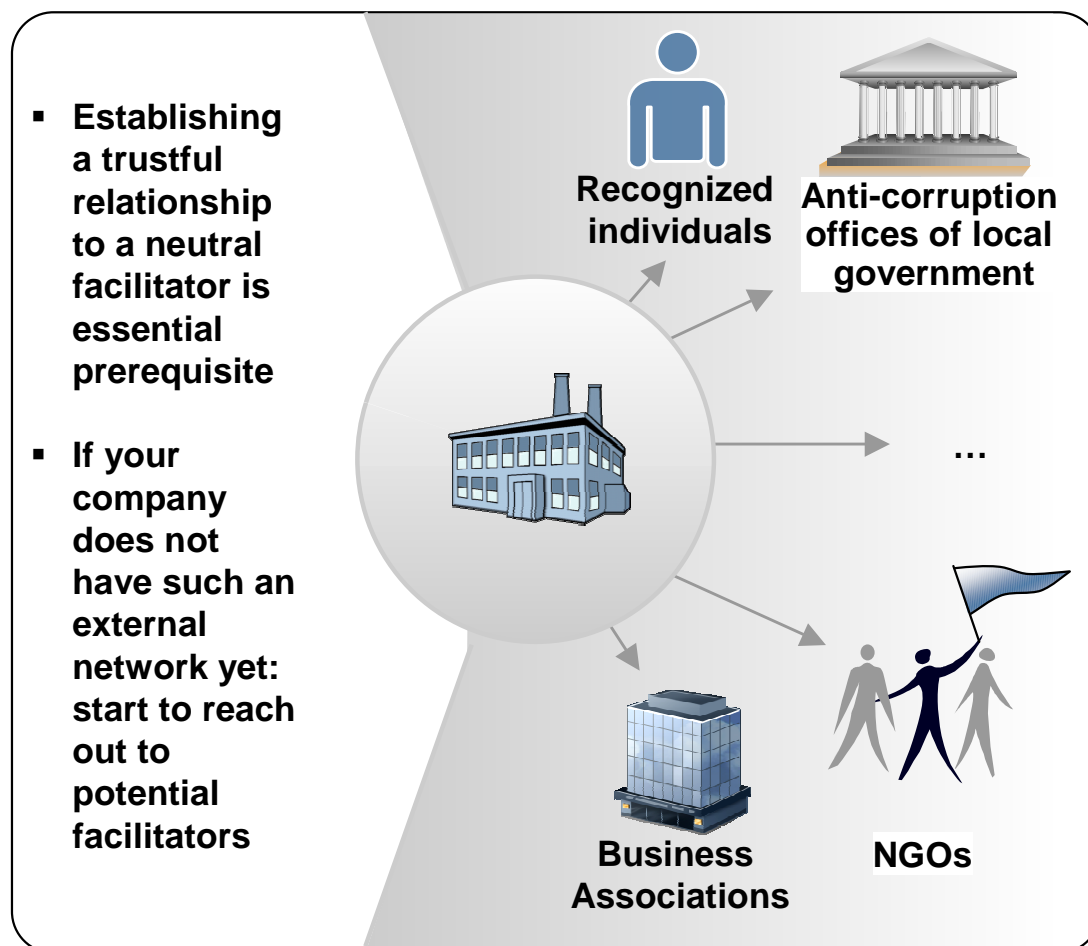 ▪ Establishing
a trustful
relationship
to a neutral
facilitator is
essential
prerequisite
▪ If your
company
does not
have such an
external
network yet:
start to reach
out to
potential
facilitators
Recognized
individuals
Anti-corruption
offices of local
government
...
Business
Associations
NGOs